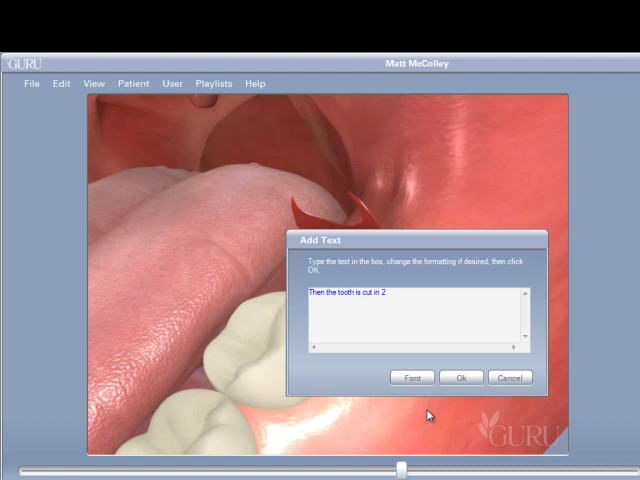 GURU
Matt McColley
File Edit View Patient User Playlists Help
Add Text
Type the text in the box, change the formatting if desired, then click
OK.
Then the tooth is cut in 2
Font Ok Cancel
GURU